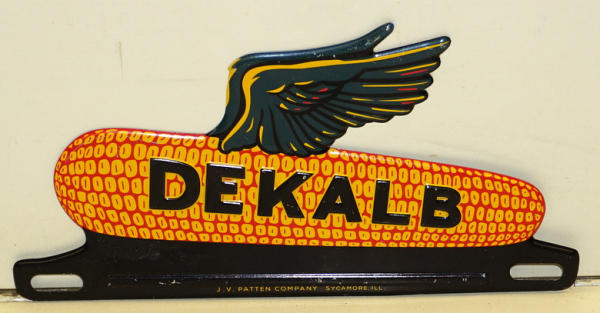 DEKALB
J.V. PATTEN COMPANY SYCAMORE, ILL.